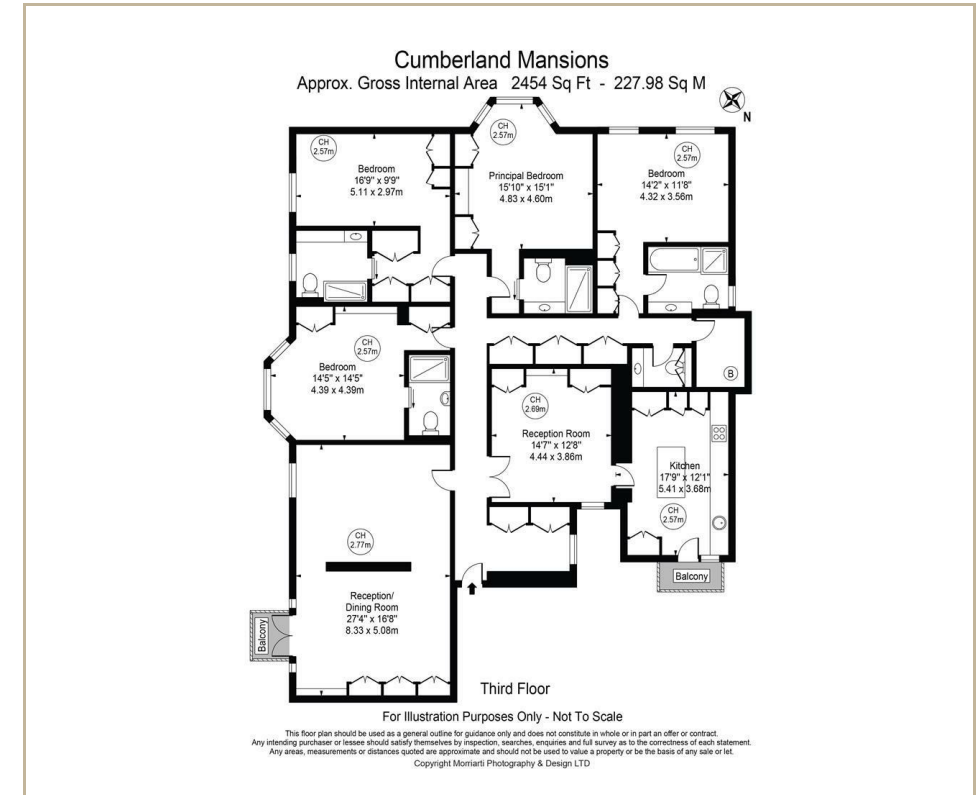 Cumberland Mansions
Approx. Gross Internal Area 2454 Sq Ft - 227.98 Sq M
N
CH
2.57m
Bedroom
16'9" x 9'9"
5.11 x 2.97m
CH
2.57m
Principal Bedroom
15'10" x 15'1"
4.83 x 4.60m
CH
2.57m
Bedroom
14'2" x 11'8"
4.32 x 3.56m
CH
2.57m
Bedroom
14'5" x 14'5"
4.39 x 4.39m
B
CH
2.69m
Reception Room
14'7" x 12'8"
4.44 x 3.86m
Kitchen
17'9" x 12'1"
5.41 x 3.68m
CH
2.57m
Balcony
CH
2.77m
Reception/
Dining Room
27'4" x 16'8"
8.33 x 5.08m
Balcony
Third Floor
For Illustration Purposes Only - Not To Scale
This floor plan should be used as a general outline for guidance only and does not constitute in whole or in part an offer or contract.
Any intending purchaser or lessee should satisfy themselves by inspection, searches, enquiries and full survey as to the correctness of each statement.
Any areas, measurements or distances quoted are approximate and should not be used to value a property or be the basis of any sale or let.
Copyright Morriarti Photography & Design LTD